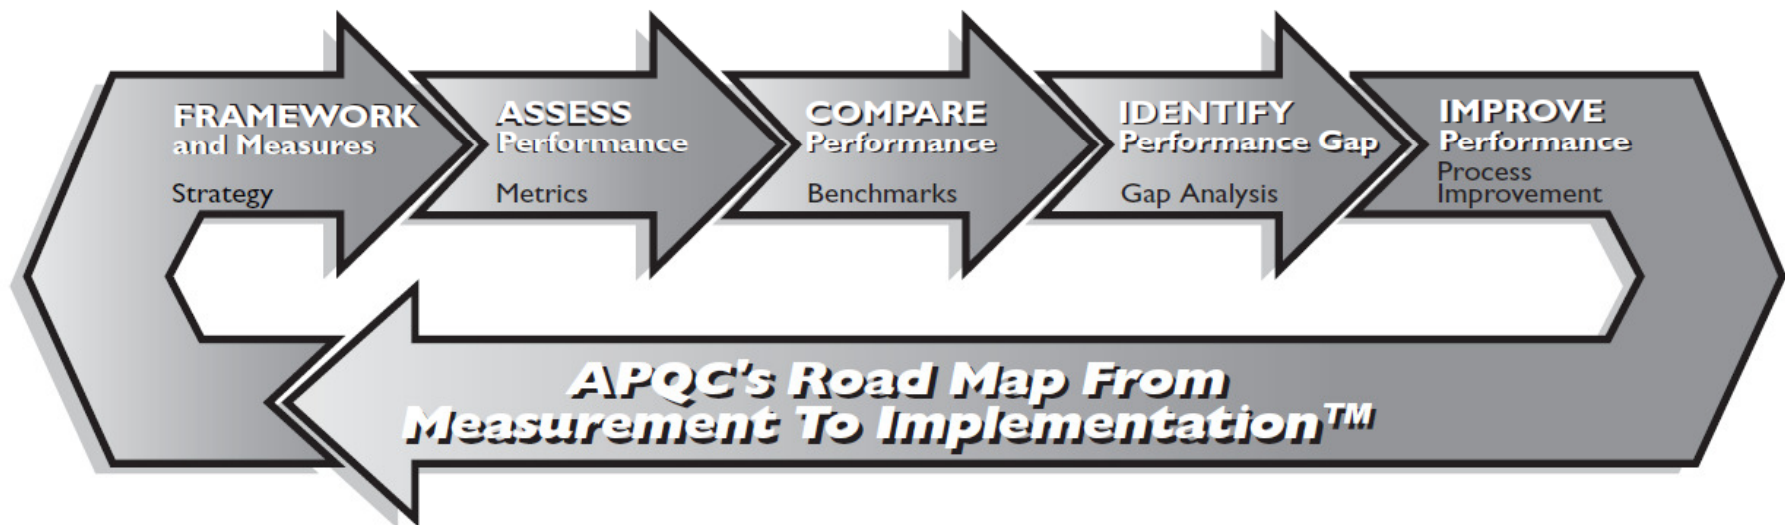 FRAMEWORK
and Measures
Strategy
ASSESS
Performance
Metrics
COMPARE
Performance
Benchmarks
IDENTIFY
Performance Gap
Gap Analysis
IMPROVE
Performance
Process
Improvement
APQC's Road Map From
Measurement To Implementation™